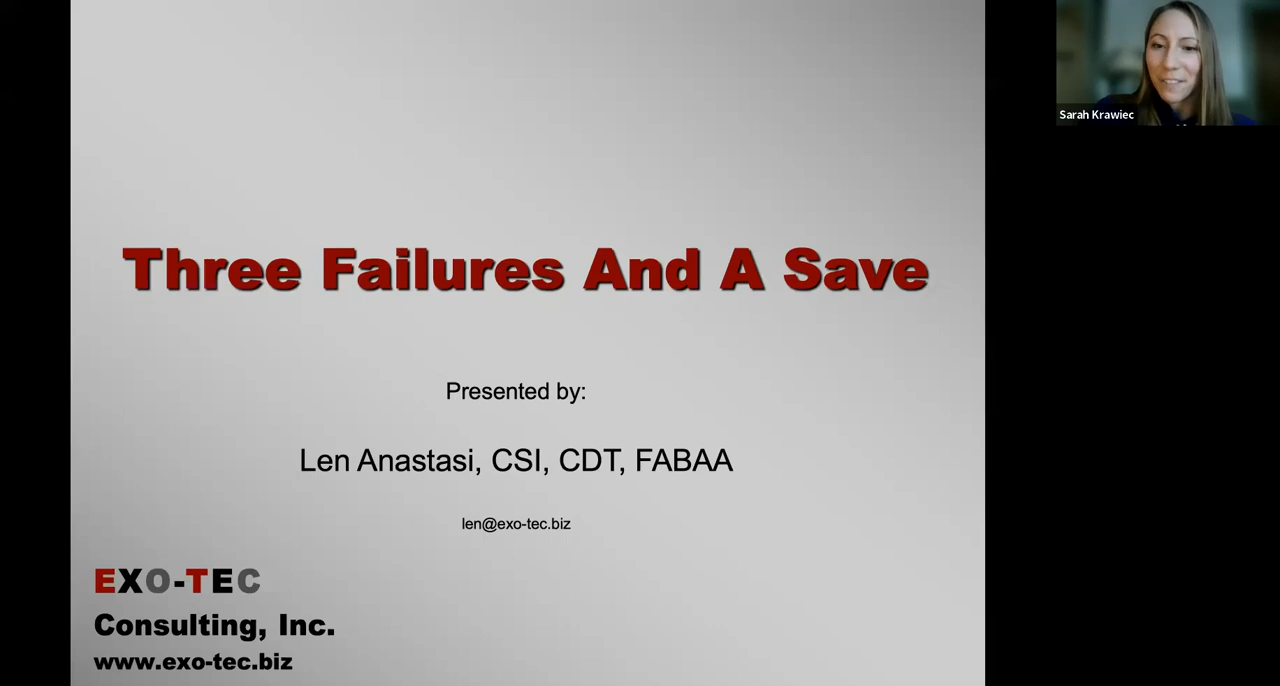 Sarah Krawiec
Three Failures And A Save
Presented by:
Len Anastasi, CSI, CDT, FABAA
len@exo-tec.biz
EXO-TEC
Consulting, Inc.
www.exo-tec.biz